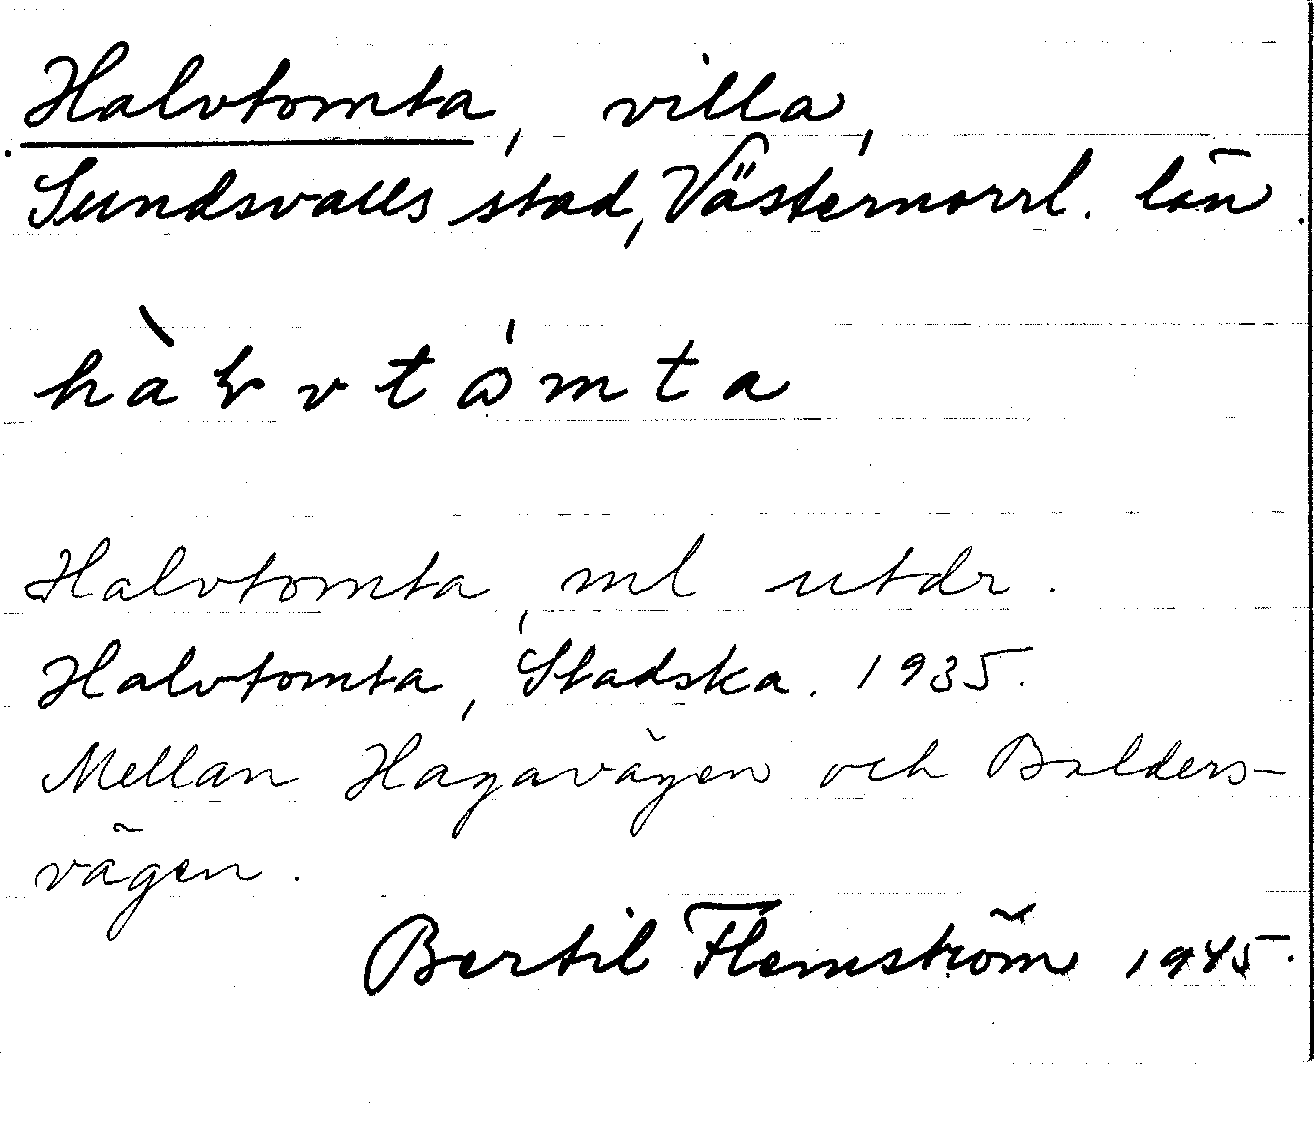 Halvtomta, villa,
Sundsvalls stad, Västernorrl. län.
hàlvtómta
Halvtomta, ml utdr.
Halvtomta, Stadska. 1935.
Mellan Hagavägen och Balders-
vägen.
Bertil Flemström 1945.